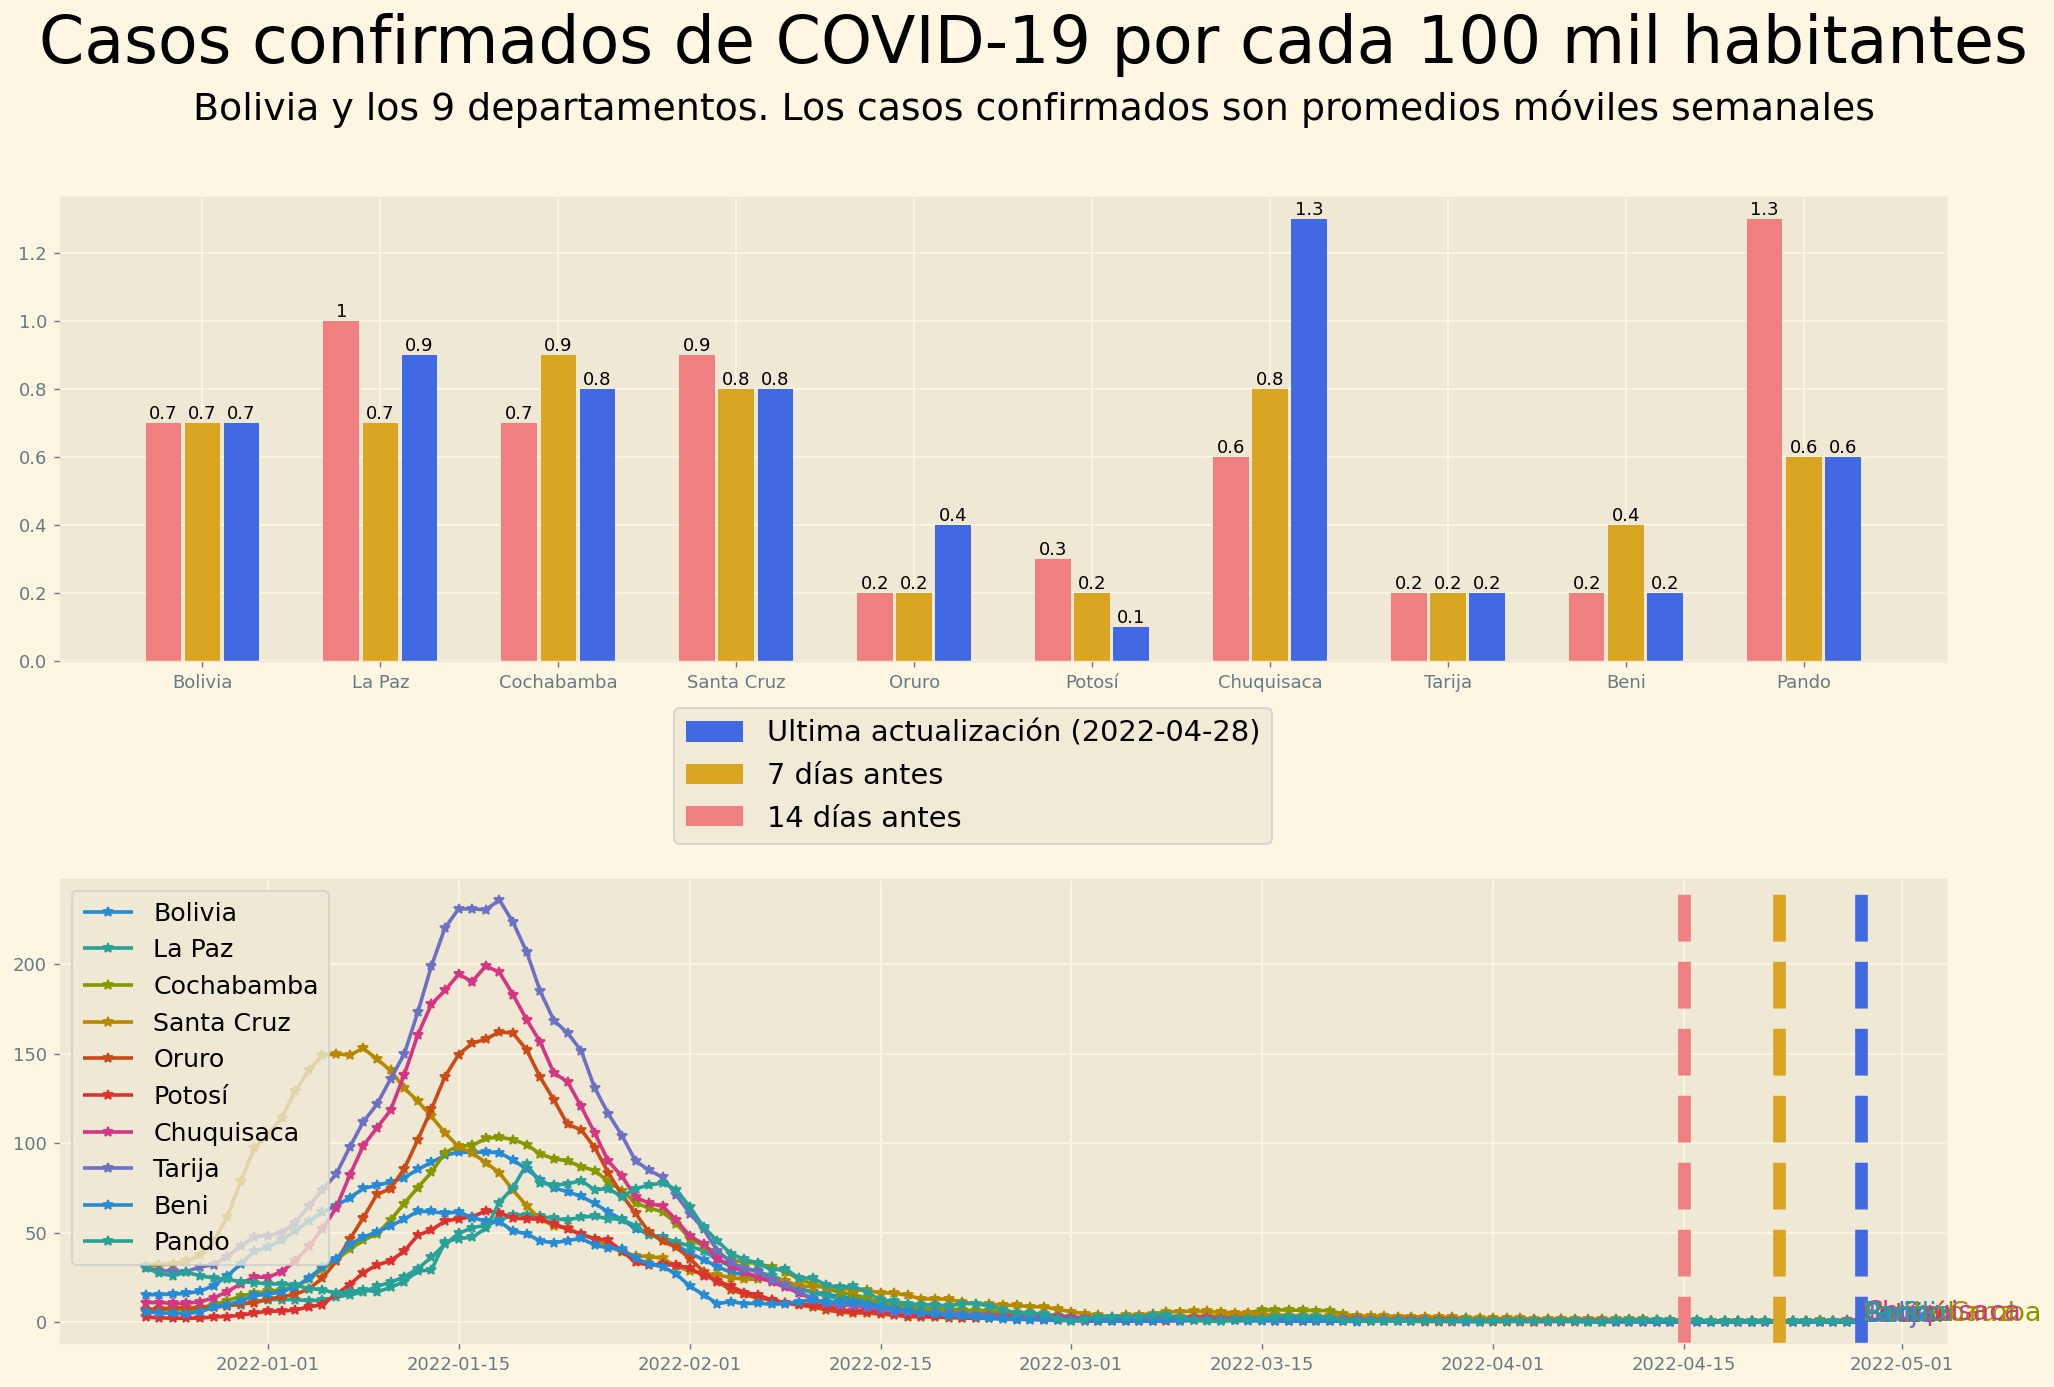 Casos confirmados de COVID-19 por cada 100 mil habitantes
Bolivia y los 9 departamentos. Los casos confirmados son promedios móviles semanales
1.3 1.3
1.2
1
1.0
0.9 0.9 0.9
0.8 0.8 0.8 0.8
0.8
0.7 0.7 0.7 0.7 0.7
0.6 0.6 0.6
0.6
0.4 0.4
0.4
0.3
0.2 0.2 0.2 0.2 0.2 0.2 0.2 0.2
0.2
0.1
0.0
Bolivia La Paz Cochabamba Santa Cruz Oruro Potosí Chuquisaca Tarija Beni Pando
Ultima actualización (2022-04-28)
7 días antes
14 días antes
Bolivia
La Paz
Cochabamba
Santa Cruz
Oruro
Potosí
Chuquisaca
Tarija
Beni
Pando
200
150
100
50
0
2022-01-01 2022-01-15 2022-02-01 2022-02-15 2022-03-01 2022-03-15 2022-04-01 2022-04-15 2022-05-01